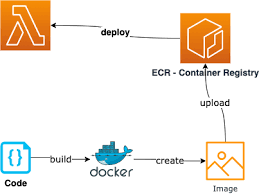 deploy
ECR - Container Registry
upload
build
docker
create
Code
Image